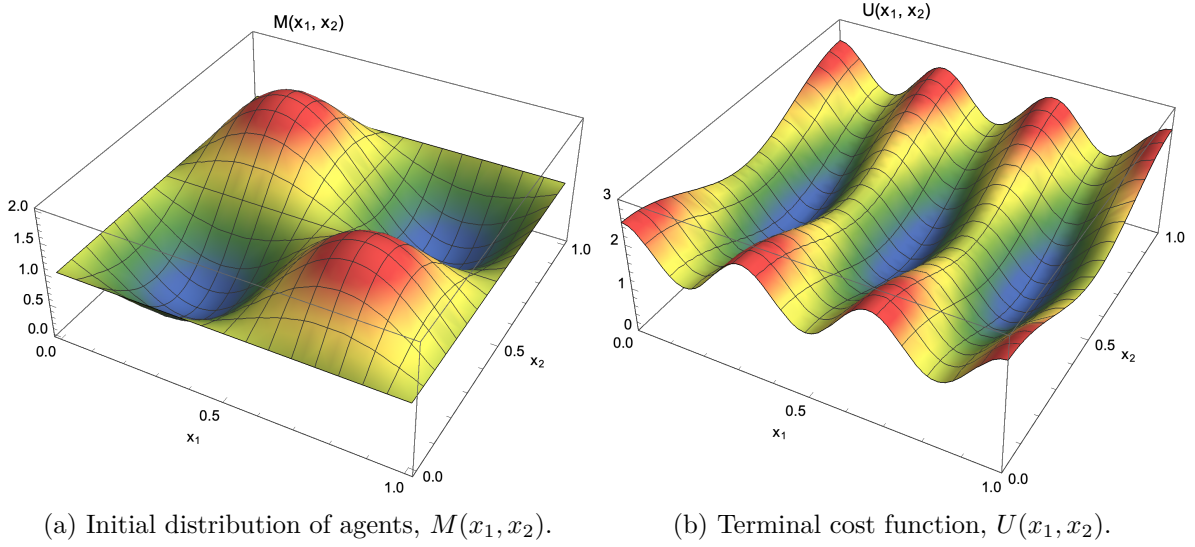 M(x₁, x₂)
2.0
1.5
1.0
0.5
0.0
0.0
0.5
x₁
1.0
0.0
0.5
x₂
1.0
(a) Initial distribution of agents, M(x₁, x₂).
U(x₁, x₂)
3
2
1
0
0.0
0.5
x₁
1.0
0.0
0.5
x₂
1.0
(b) Terminal cost function, U(x₁, x₂).